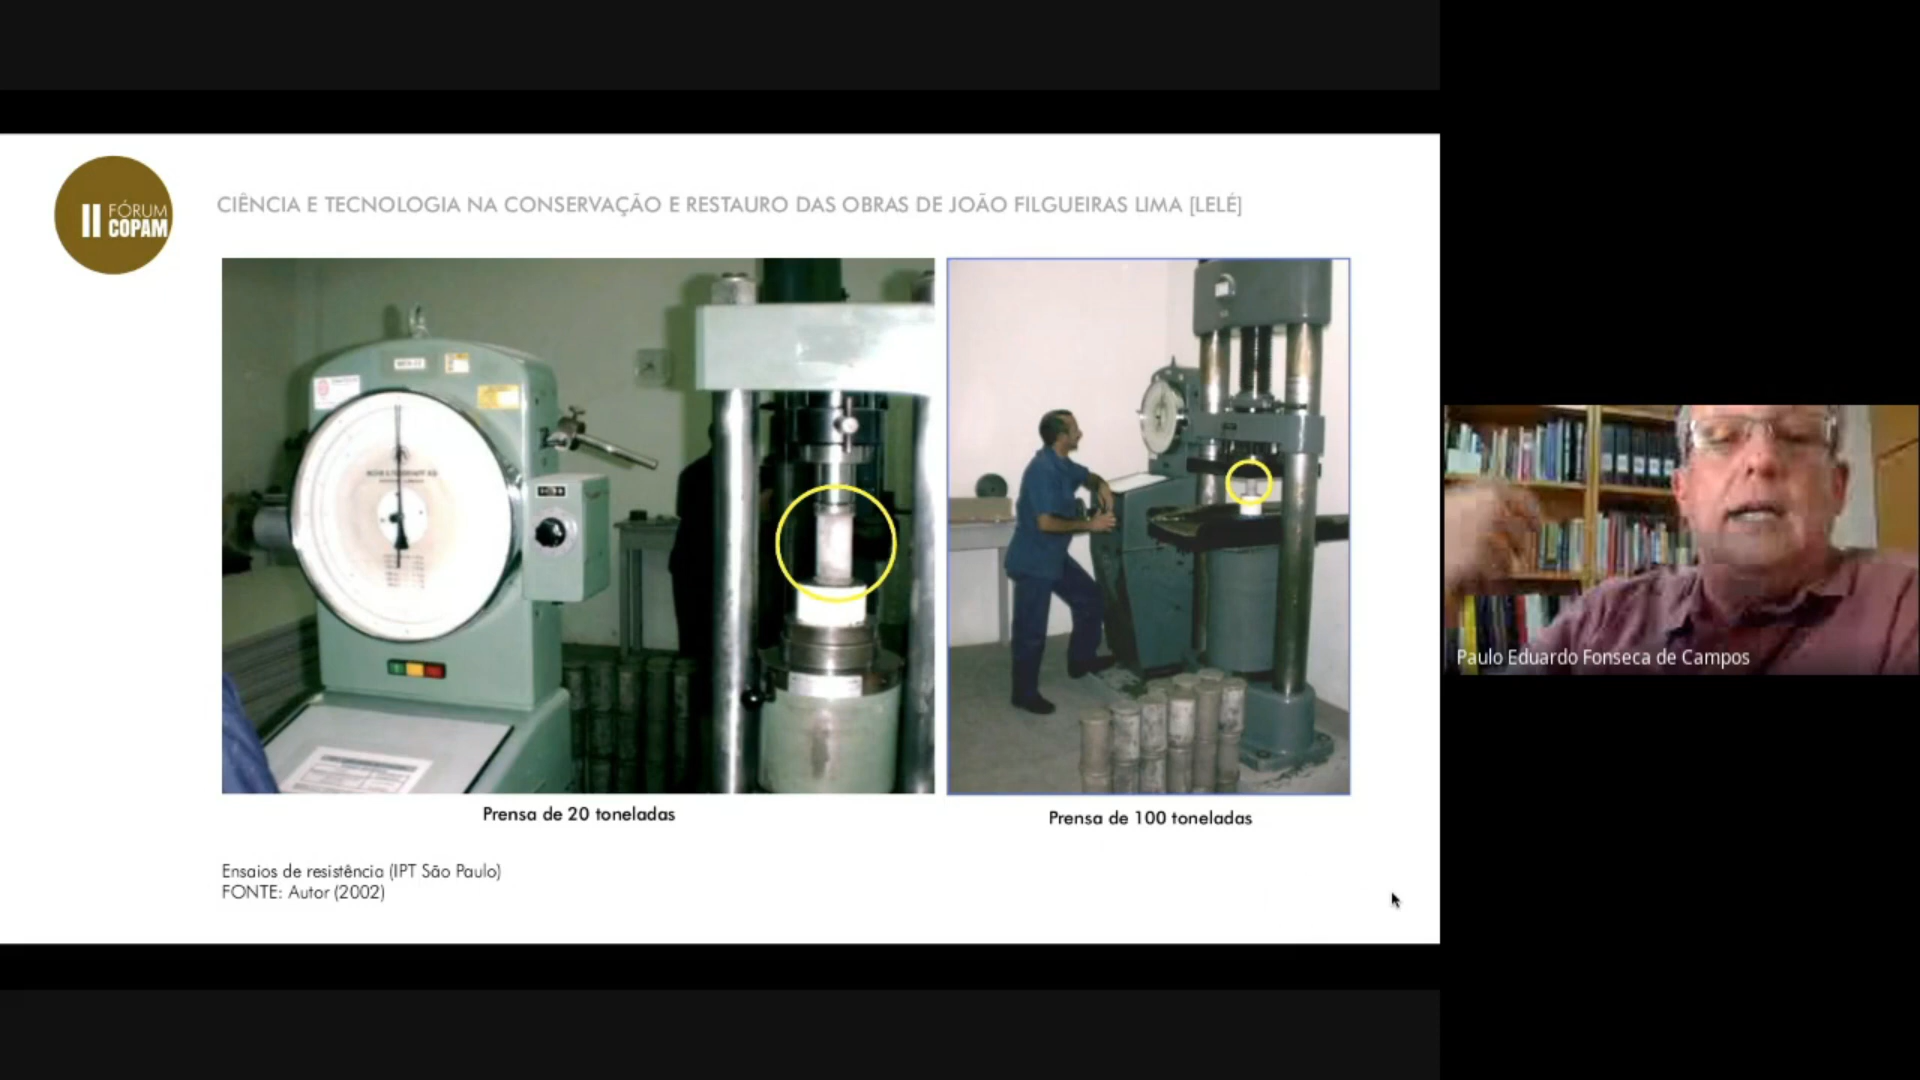 II FÓRUM
COPAM
CIÊNCIA E TECNOLOGIA NA CONSERVAÇÃO E RESTAURO DAS OBRAS DE JOÃO FILGUEIRAS LIMA [LELÉ]
Prensa de 20 toneladas
Prensa de 100 toneladas
Ensaios de resistência (IPT São Paulo)
FONTE: Autor (2002)
Paulo Eduardo Fonseca de Campos